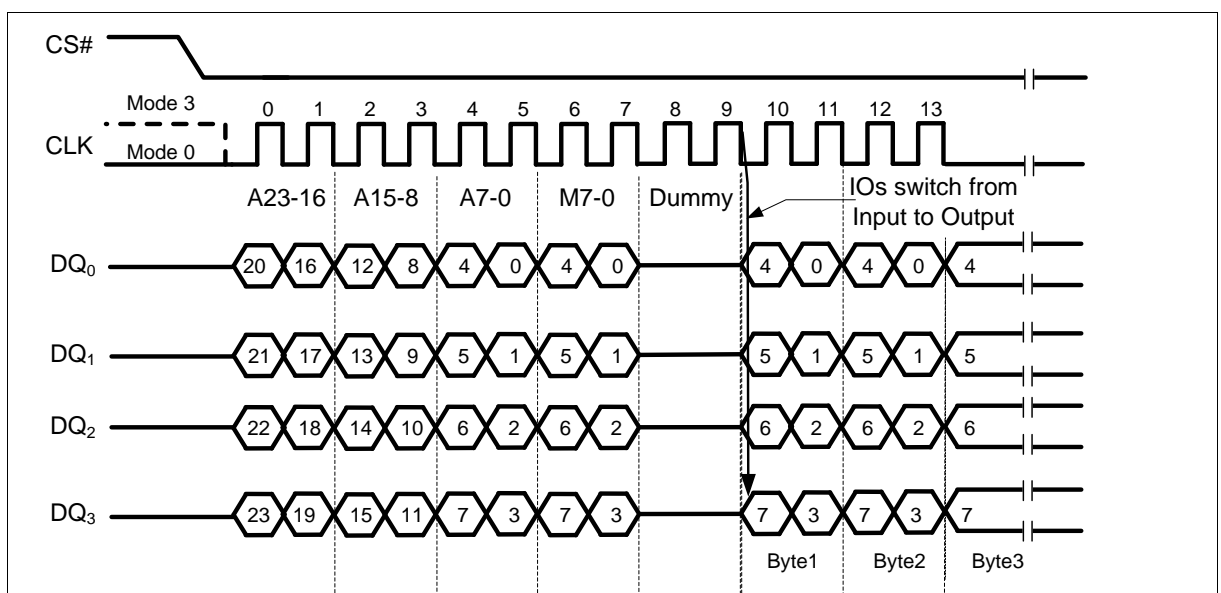 CS#
Mode 3
0 1 2 3 4 5 6 7 8 9 10 11 12 13
CLK
Mode 0
IOs switch from
Input to Output
A23-16 A15-8 A7-0 M7-0 Dummy
DQ0 20 16 12 8 4 0 4 0 4 0 4 0 4
DQ1 21 17 13 9 5 1 5 1 5 1 5 1 5
DQ2 22 18 14 10 6 2 6 2 6 2 6 2 6
DQ3 23 19 15 11 7 3 7 3 7 3 7 3 7
Byte1 Byte2 Byte3